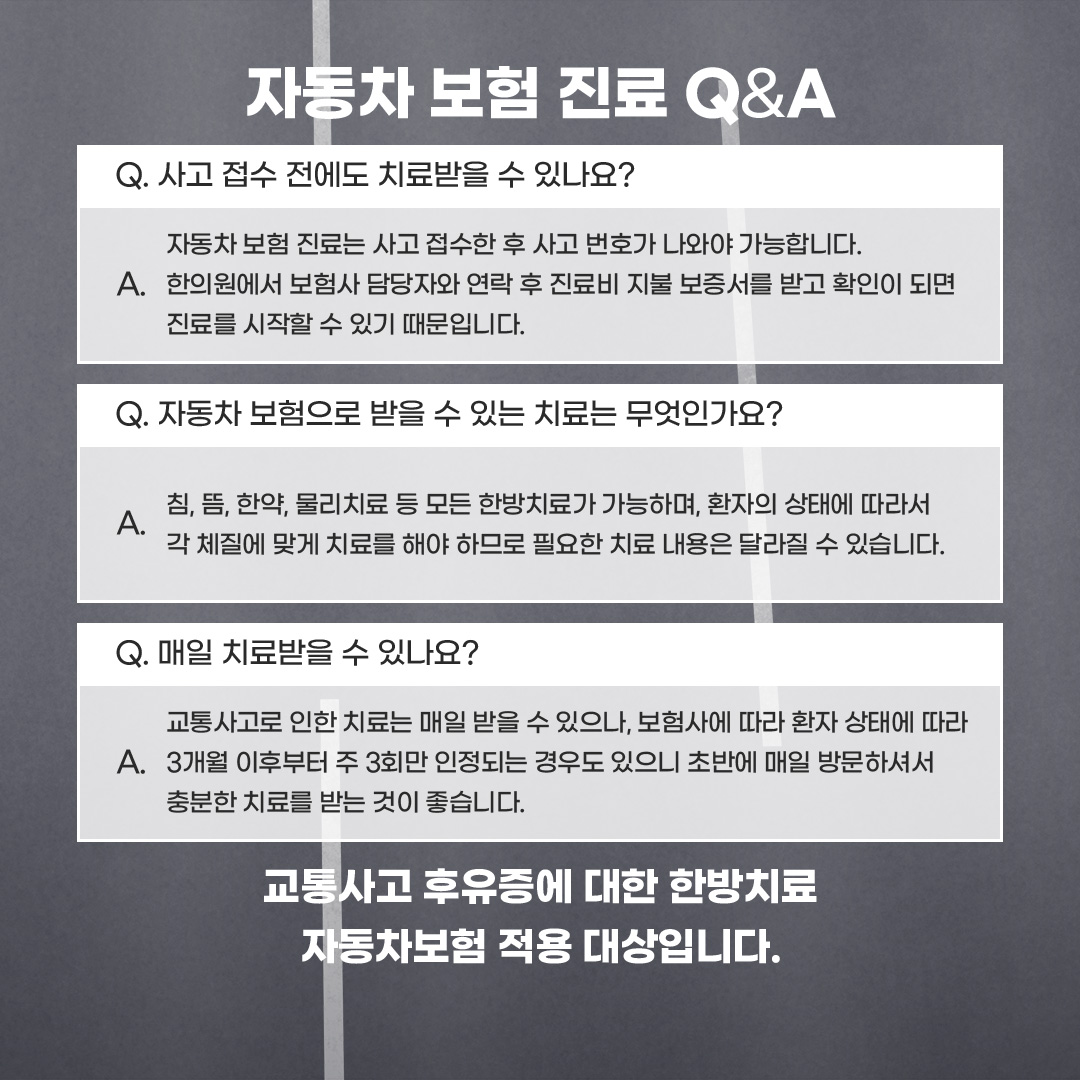 자동차 보험 진료 Q&A
Q. 사고 접수 전에도 치료받을 수 있나요?
자동차 보험 진료는 사고 접수한 후 사고 번호가 나와야 가능합니다.
A. 한의원에서 보험사 담당자와 연락 후 진료비 지불 보증서를 받고 확인이 되면
진료를 시작할 수 있기 때문입니다.
Q. 자동차 보험으로 받을 수 있는 치료는 무엇인가요?
A. 침, 뜸, 한약, 물리치료 등 모든 한방치료가 가능하며, 환자의 상태에 따라서
각 체질에 맞게 치료를 해야 하므로 필요한 치료 내용은 달라질 수 있습니다.
Q. 매일 치료받을 수 있나요?
교통사고로 인한 치료는 매일 받을 수 있으나, 보험사에 따라 환자 상태에 따라
A. 3개월 이후부터 주 3회만 인정되는 경우도 있으니 초반에 매일 방문하셔서
충분한 치료를 받는 것이 좋습니다.
교통사고 후유증에 대한 한방치료
자동차보험 적용 대상입니다.